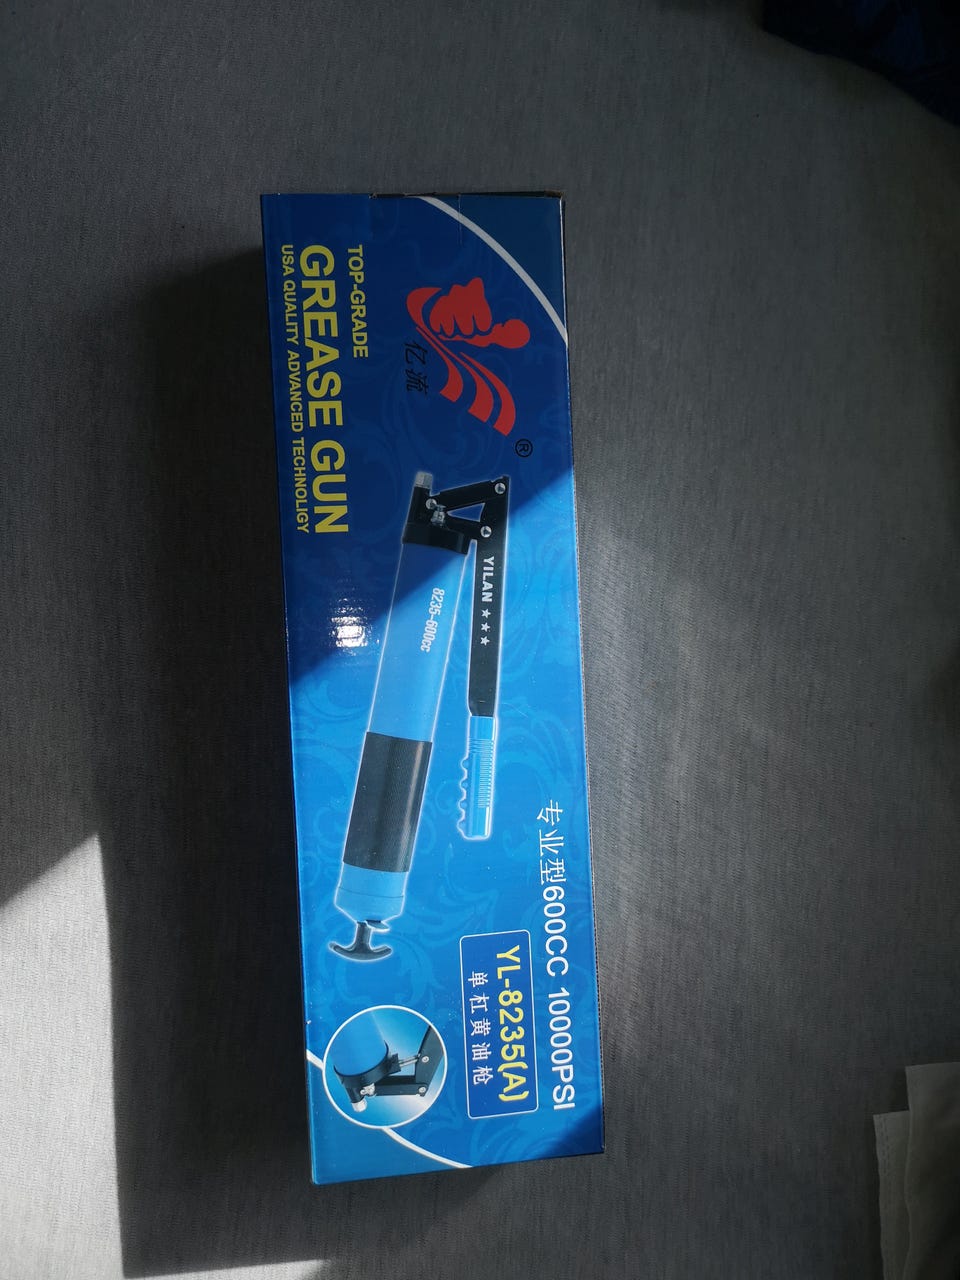 亿流
®
专业型600CC 10000PSI
YL-8235(A)
单杠黄油枪
YILAN ★★★
8235-600cc
TOP-GRADE
GREASE GUN
USA QUALITY ADVANCED TECHNOLIGY